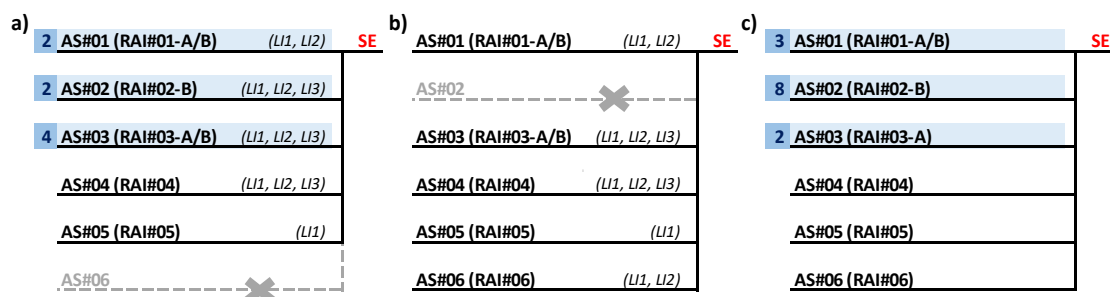 a)
2 AS#01 (RAI#01-A/B) (LI1, LI2) SE
2 AS#02 (RAI#02-B) (LI1, LI2, LI3)
4 AS#03 (RAI#03-A/B) (LI1, LI2, LI3)
AS#04 (RAI#04) (LI1, LI2, LI3)
AS#05 (RAI#05) (LI1)
AS#06
b)
AS#01 (RAI#01-A/B) (LI1, LI2) SE
AS#02
AS#03 (RAI#03-A/B) (LI1, LI2, LI3)
AS#04 (RAI#04) (LI1, LI2, LI3)
AS#05 (RAI#05) (LI1)
AS#06 (RAI#06) (LI1, LI2)
c)
3 AS#01 (RAI#01-A/B) SE
8 AS#02 (RAI#02-B)
2 AS#03 (RAI#03-A)
AS#04 (RAI#04)
AS#05 (RAI#05)
AS#06 (RAI#06)